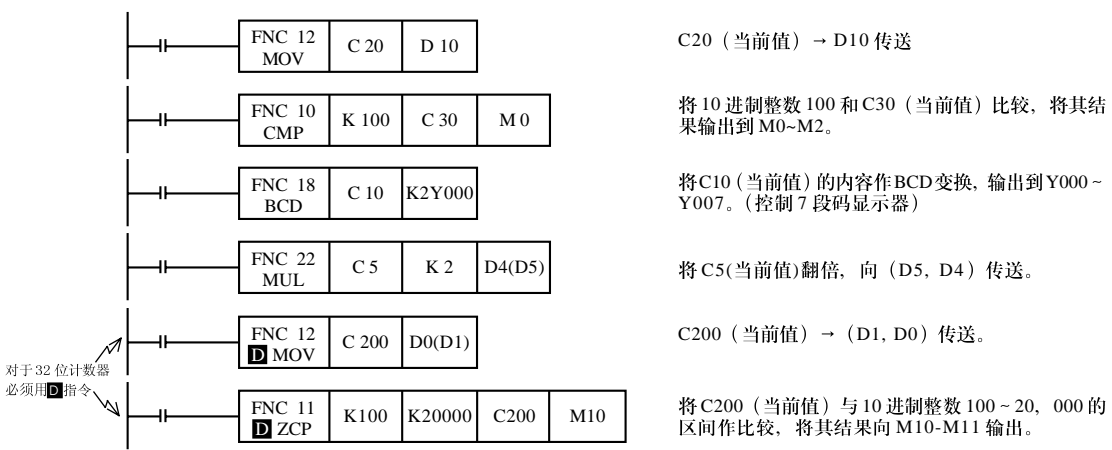 FNC 12 MOV C 20 D 10 C20（当前值）→ D10 传送
FNC 10 CMP K 100 C 30 M 0 将 10 进制整数 100 和 C30（当前值）比较，将其结
果输出到 M0~M2。
FNC 18 BCD C 10 K2Y000 将C10（当前值）的内容作BCD变换，输出到Y000 ~
Y007。（控制 7 段码显示器）
FNC 22 MUL C 5 K 2 D4(D5) 将 C5(当前值)翻倍，向（D5, D4）传送。
FNC 12 D MOV C 200 D0(D1) C200（当前值）→（D1, D0）传送。
对于 32 位计数器
必须用D指令
FNC 11 D ZCP K100 K20000 C200 M10 将 C200（当前值）与 10 进制整数 100 ~ 20，000 的
区间作比较，将其结果向 M10-M11 输出。